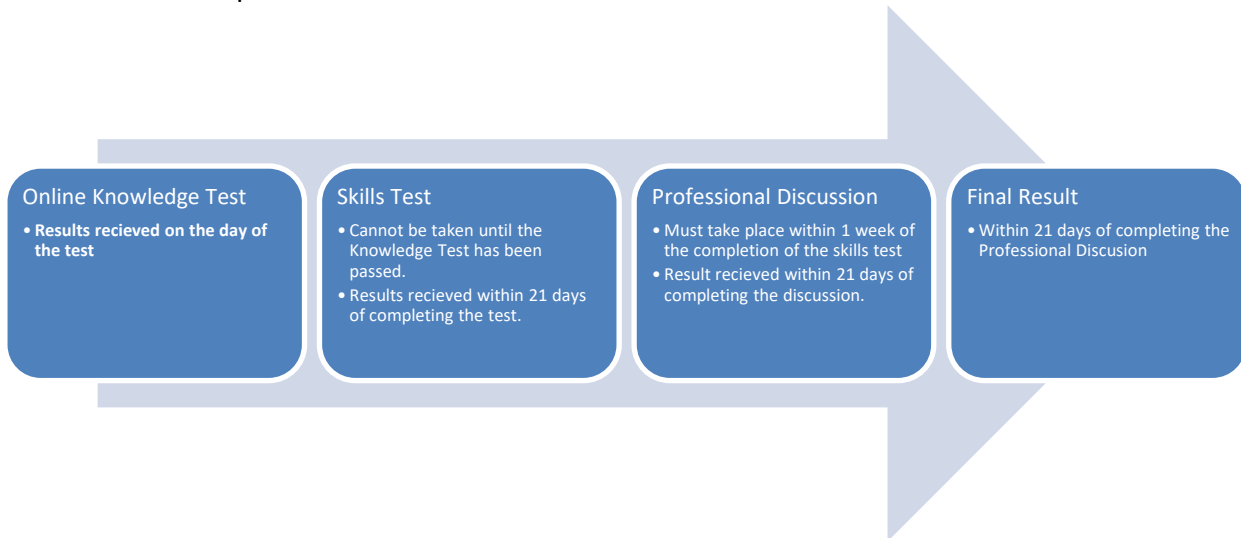 Online Knowledge Test
• Results recieved on the day of
the test
Skills Test
• Cannot be taken until the
Knowledge Test has been
passed.
• Results recieved within 21 days
of completing the test.
Professional Discussion
• Must take place within 1 week of
the completion of the skills test
• Result recieved within 21 days of
completing the discussion.
Final Result
• Within 21 days of completing the
Professional Discusion